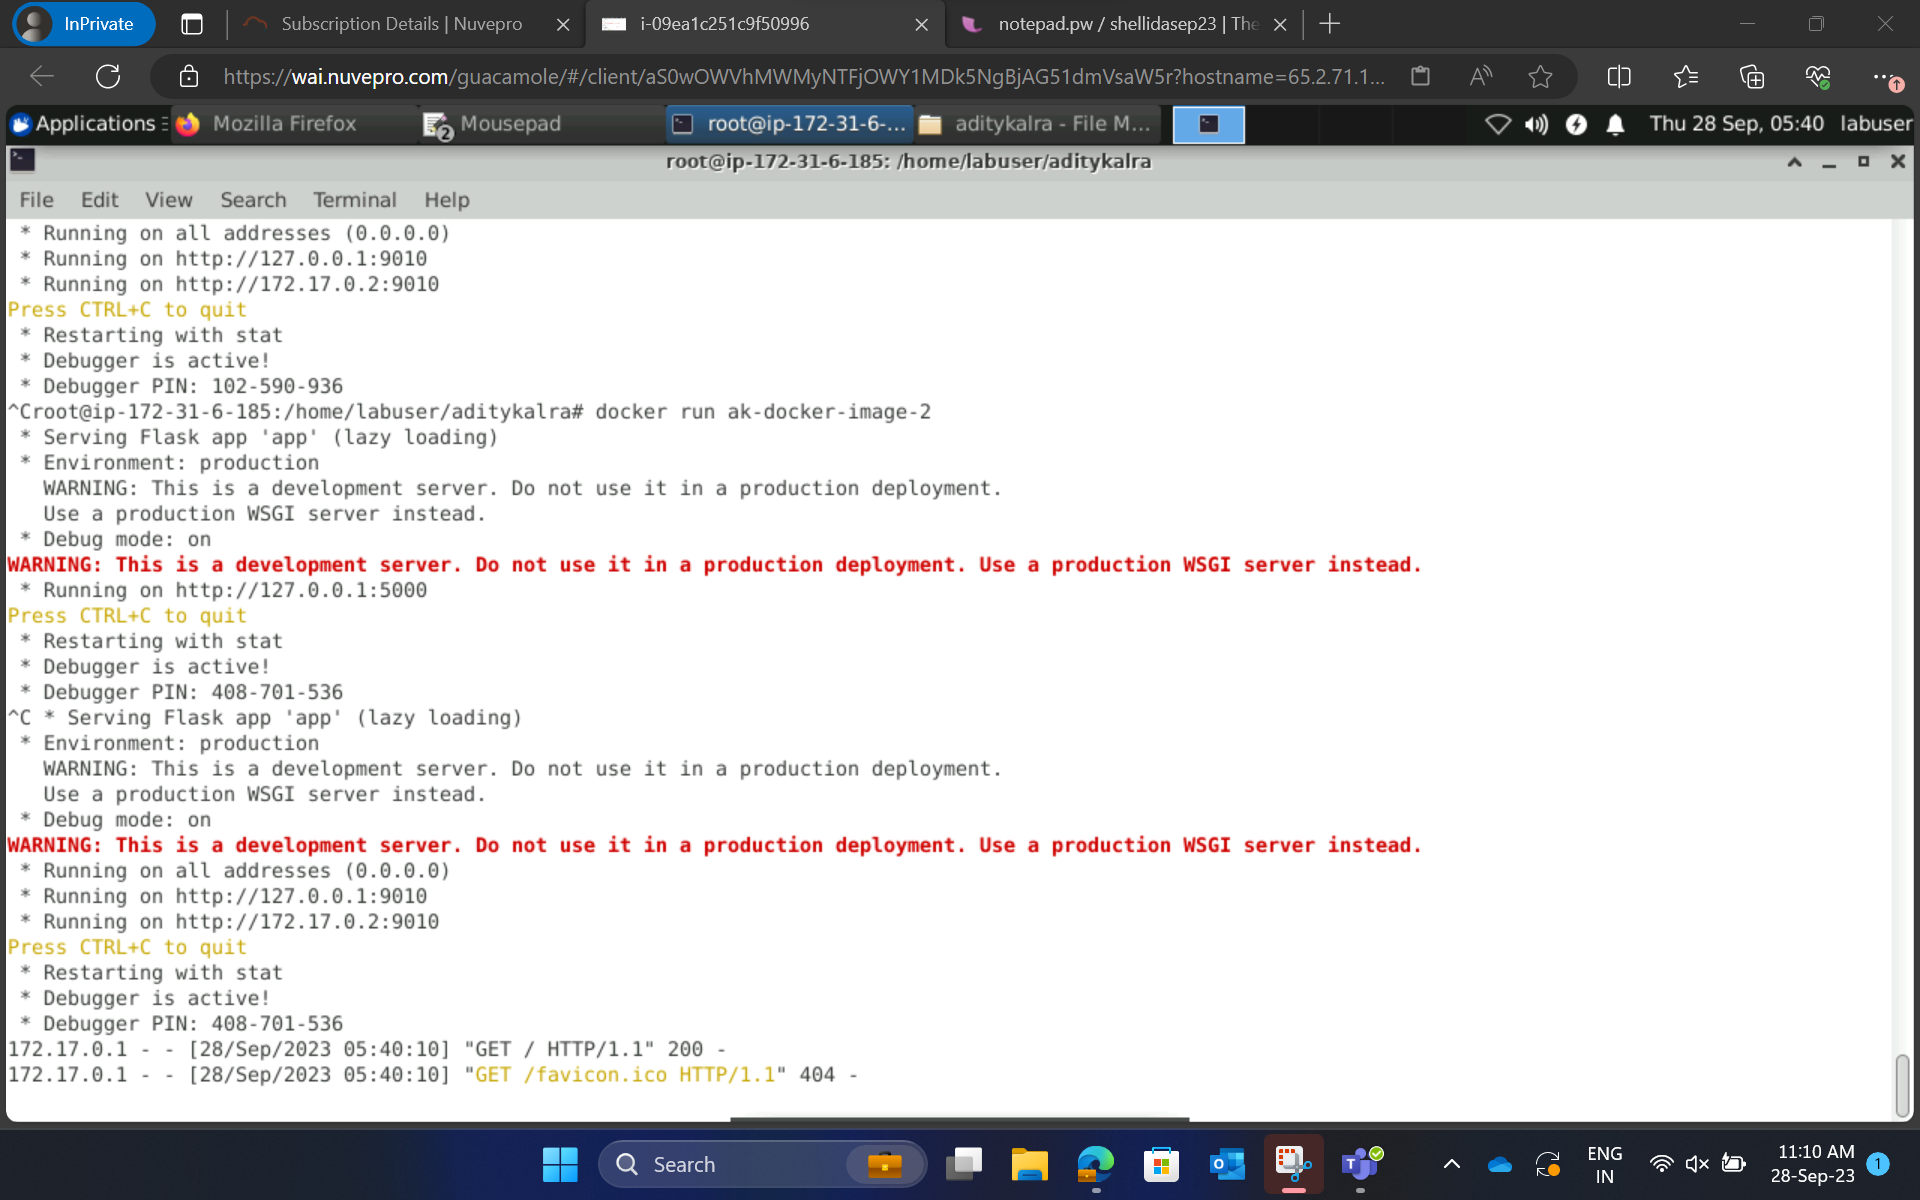 InPrivate
Subscription Details | Nuvepro
i-09ea1c251c9f50996
notepad.pw / shellidasep23 | The
https://wai.nuvepro.com/guacamole/#/client/aS0wOWVhMWMyNTFjOWY1MDk5NgBjAG51dmVsaW5r?hostname=65.2.71.1...
Applications
Mozilla Firefox
2 Mousepad
root@ip-172-31-6-...
aditykalra - File M...
Thu 28 Sep, 05:40 labuser
root@ip-172-31-6-185: /home/labuser/aditykalra
File Edit View Search Terminal Help
* Running on all addresses (0.0.0.0)
* Running on http://127.0.0.1:9010
* Running on http://172.17.0.2:9010
Press CTRL+C to quit
* Restarting with stat
* Debugger is active!
* Debugger PIN: 102-590-936
^Croot@ip-172-31-6-185:/home/labuser/aditykalra# docker run ak-docker-image-2
* Serving Flask app 'app' (lazy loading)
* Environment: production
WARNING: This is a development server. Do not use it in a production deployment.
Use a production WSGI server instead.
* Debug mode: on
WARNING: This is a development server. Do not use it in a production deployment. Use a production WSGI server instead.
* Running on http://127.0.0.1:5000
Press CTRL+C to quit
* Restarting with stat
* Debugger is active!
* Debugger PIN: 408-701-536
^C * Serving Flask app 'app' (lazy loading)
* Environment: production
WARNING: This is a development server. Do not use it in a production deployment.
Use a production WSGI server instead.
* Debug mode: on
WARNING: This is a development server. Do not use it in a production deployment. Use a production WSGI server instead.
* Running on all addresses (0.0.0.0)
* Running on http://127.0.0.1:9010
* Running on http://172.17.0.2:9010
Press CTRL+C to quit
* Restarting with stat
* Debugger is active!
* Debugger PIN: 408-701-536
172.17.0.1 - - [28/Sep/2023 05:40:10] "GET / HTTP/1.1" 200 -
172.17.0.1 - - [28/Sep/2023 05:40:10] "GET /favicon.ico HTTP/1.1" 404 -
Search
ENG
IN
11:10 AM
28-Sep-23
1